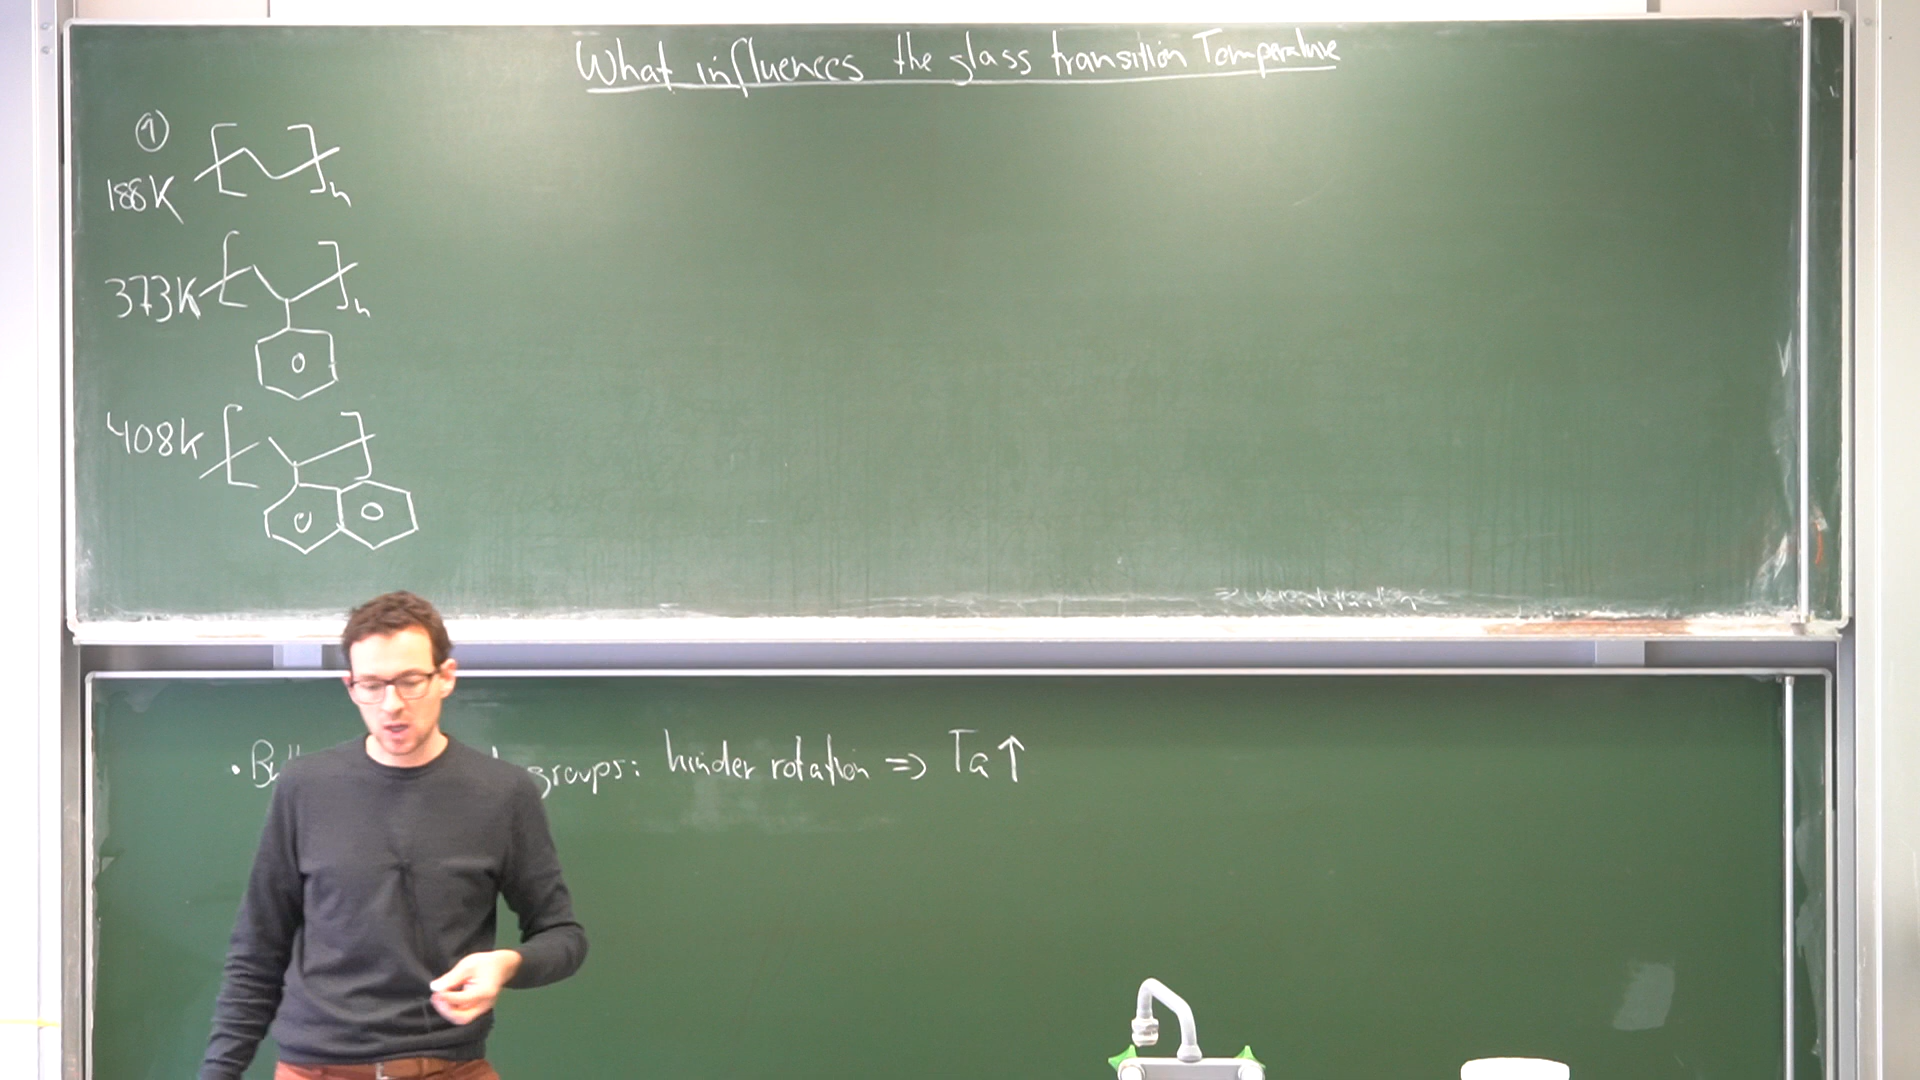 What influences the glass transition Temperature
①
188K
n
373K
n
408K
• groups: hinder rotation => TG↑